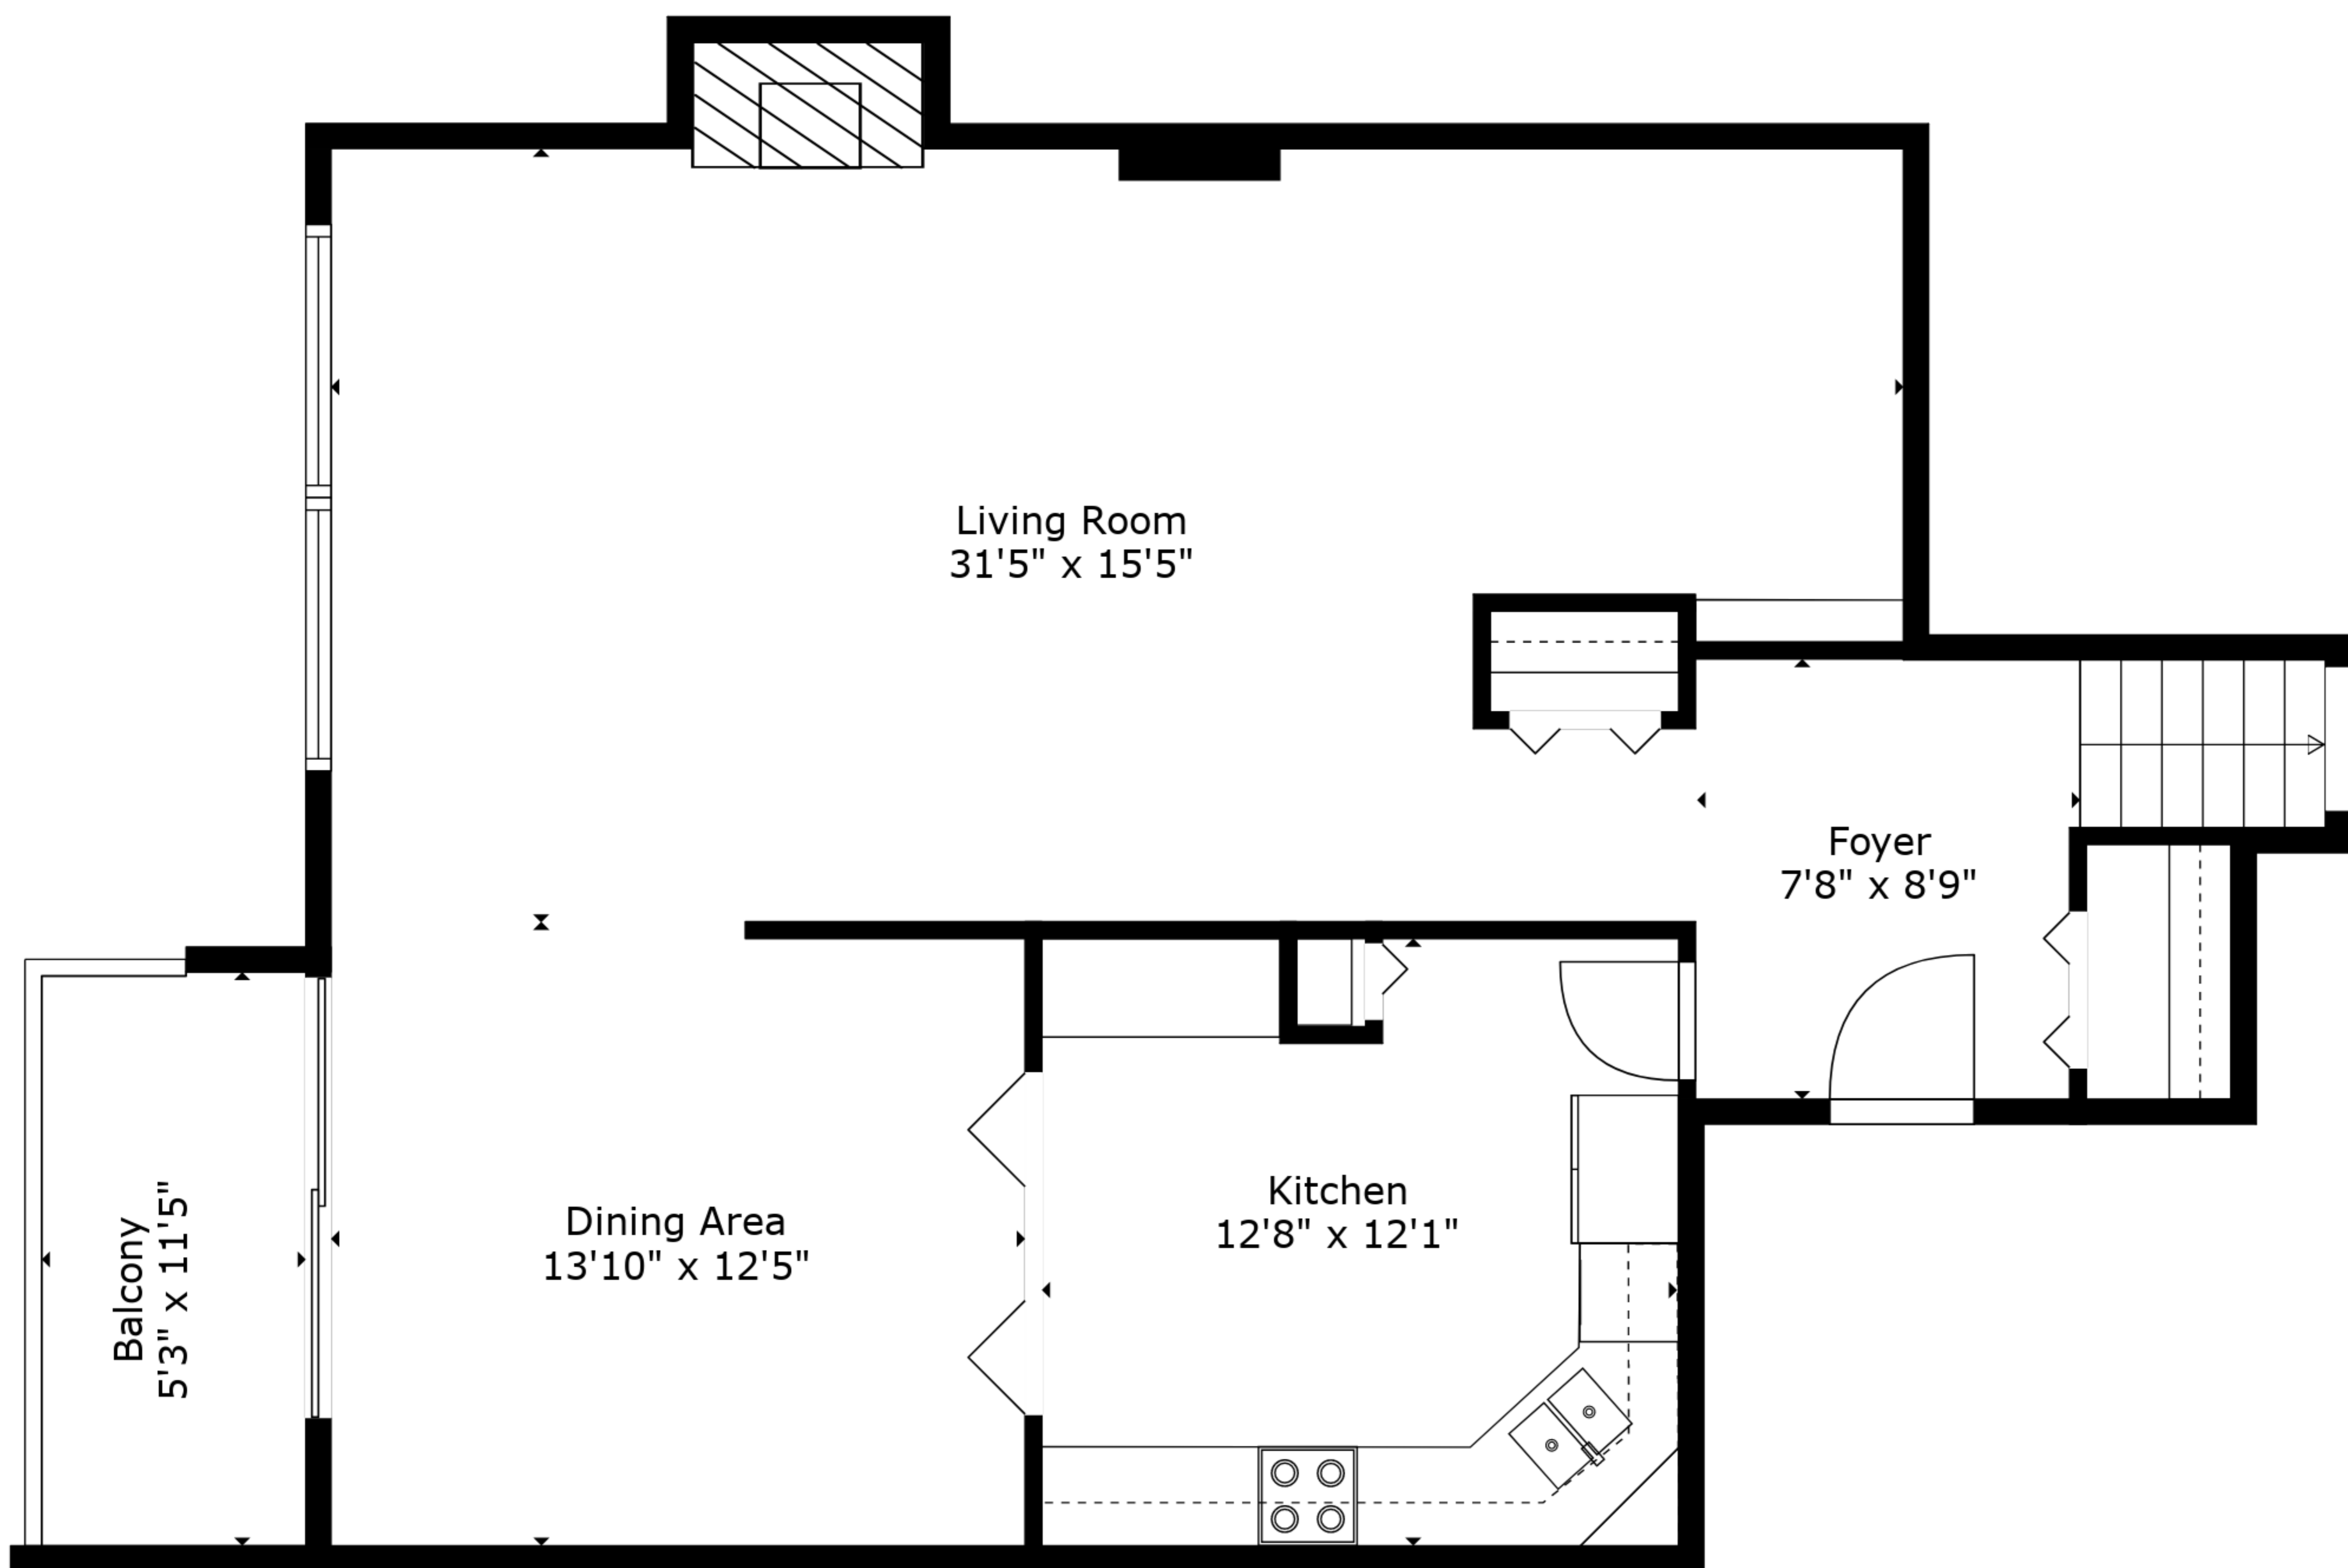 Living Room
31'5" x 15'5"
Foyer
7'8" x 8'9"
Kitchen
12'8" x 12'1"
Dining Area
13'10" x 12'5"
Balcony
5'3" x 11'5"